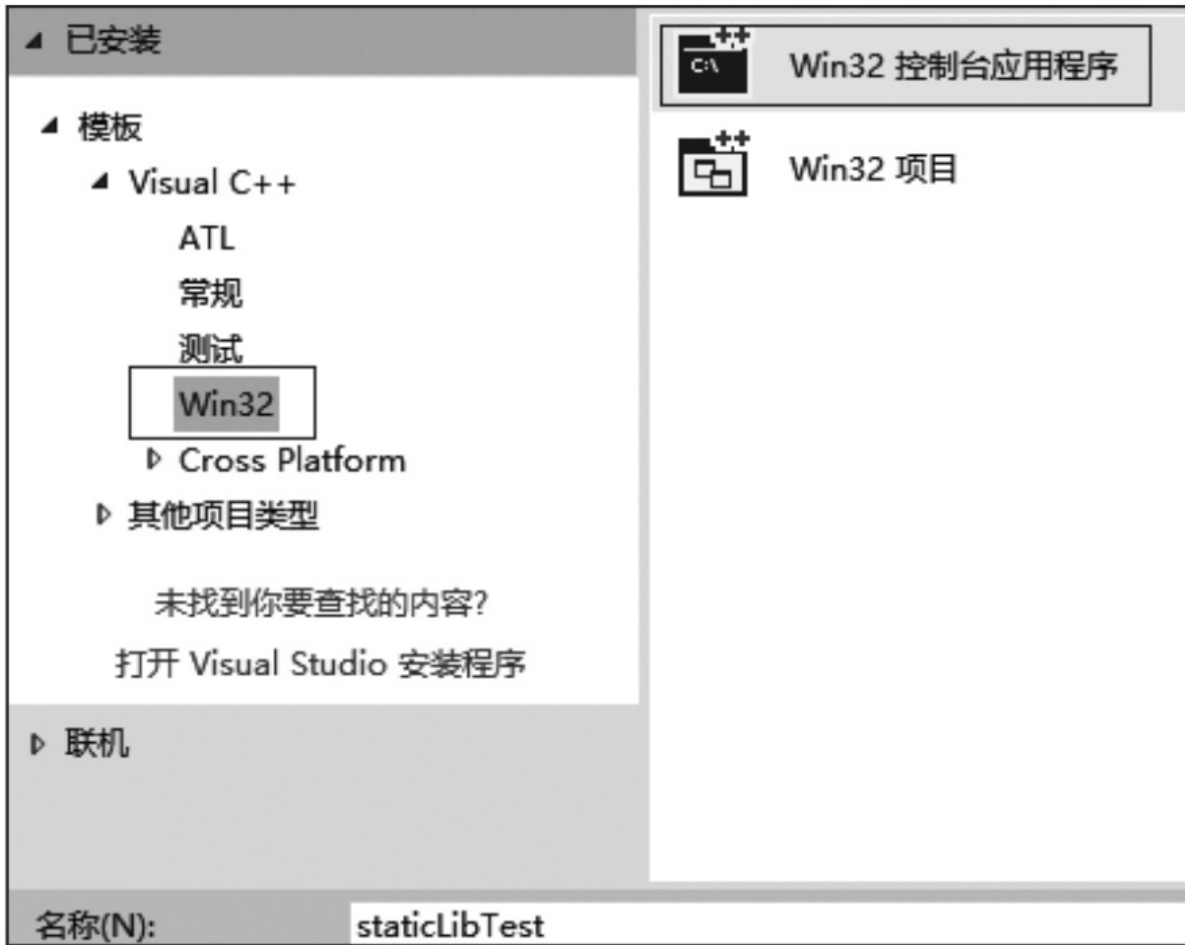 已安装
模板
Visual C++
ATL
常规
测试
Win32
Cross Platform
其他项目类型
未找到你要查找的内容?
打开 Visual Studio 安装程序
联机
C:\
++
Win32 控制台应用程序
++
Win32 项目
名称(N):
staticLibTest